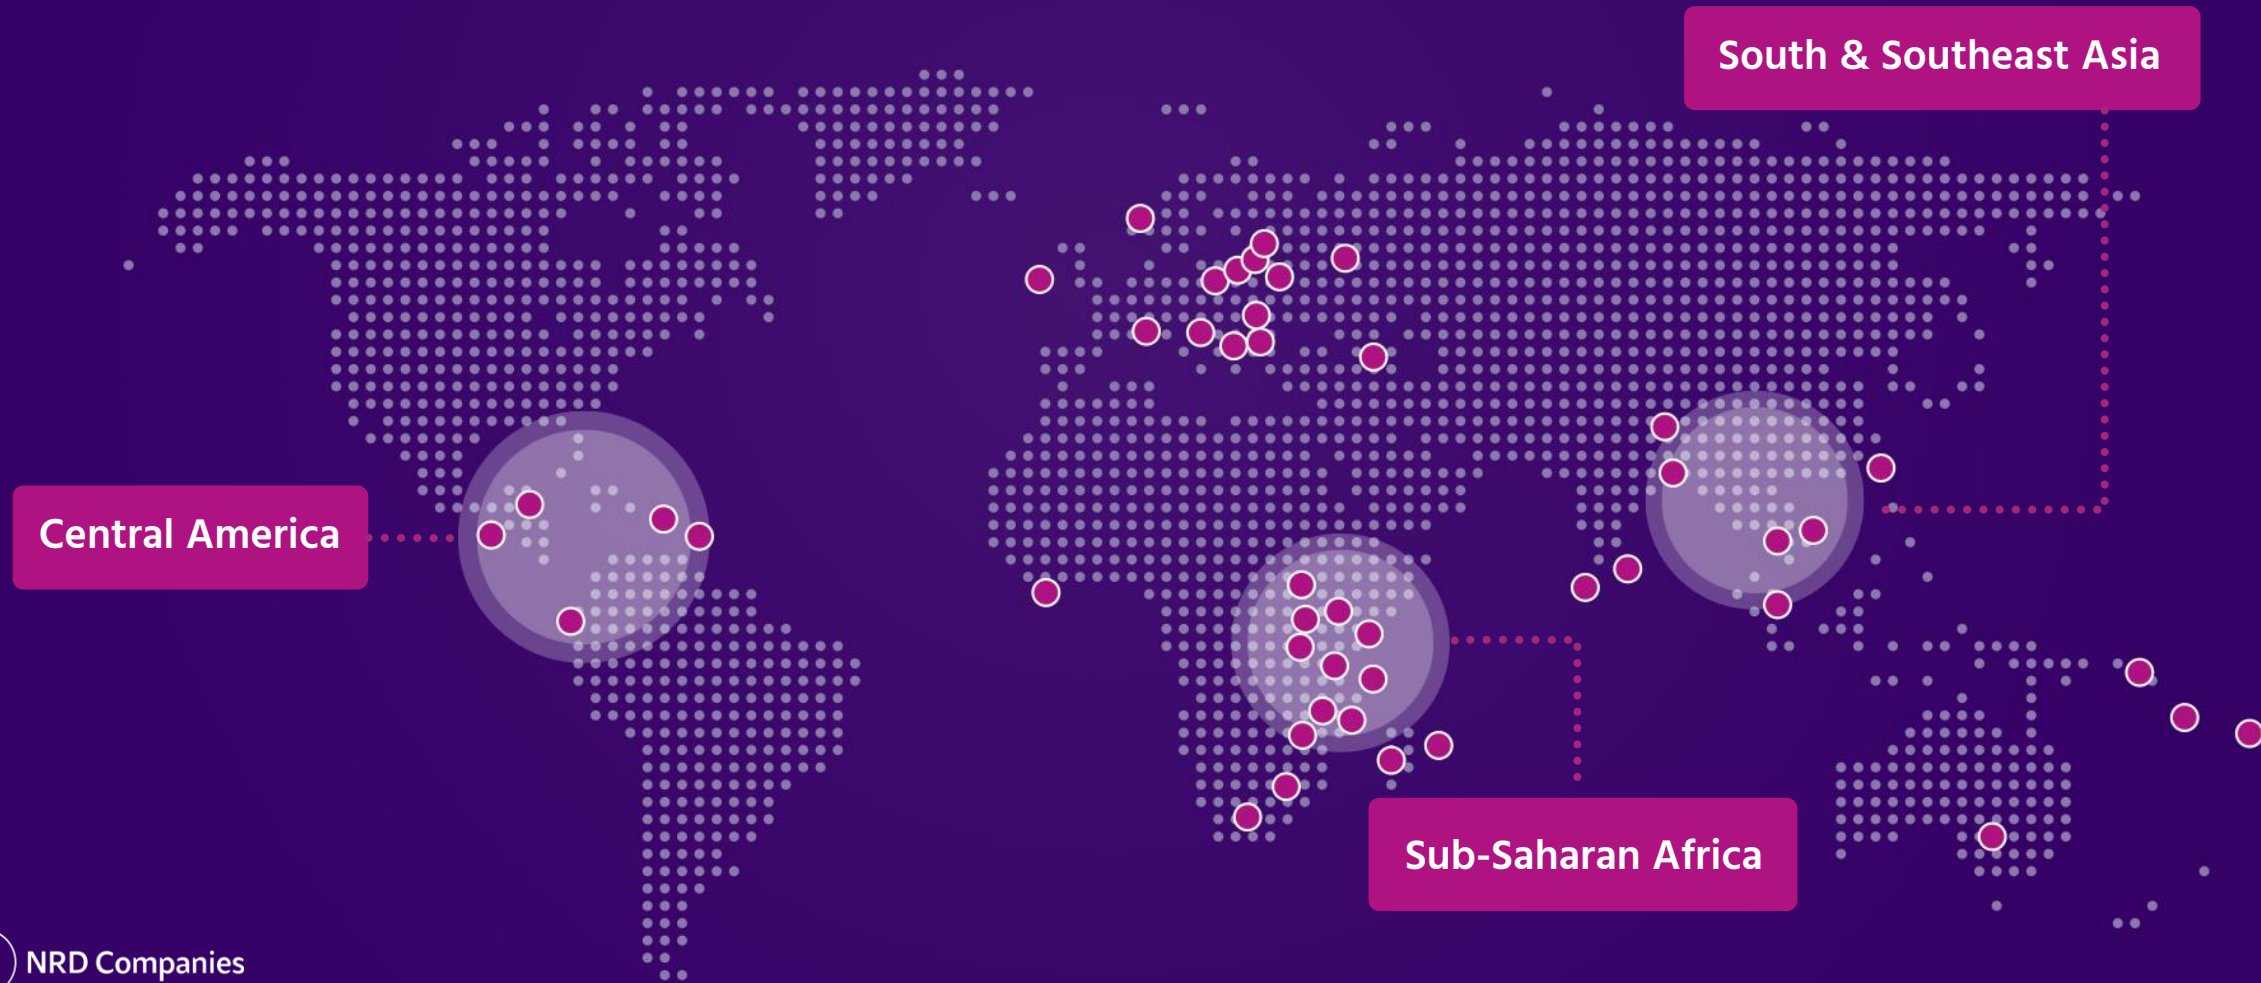 South & Southeast Asia
Central America
Sub-Saharan Africa
NRD Companies